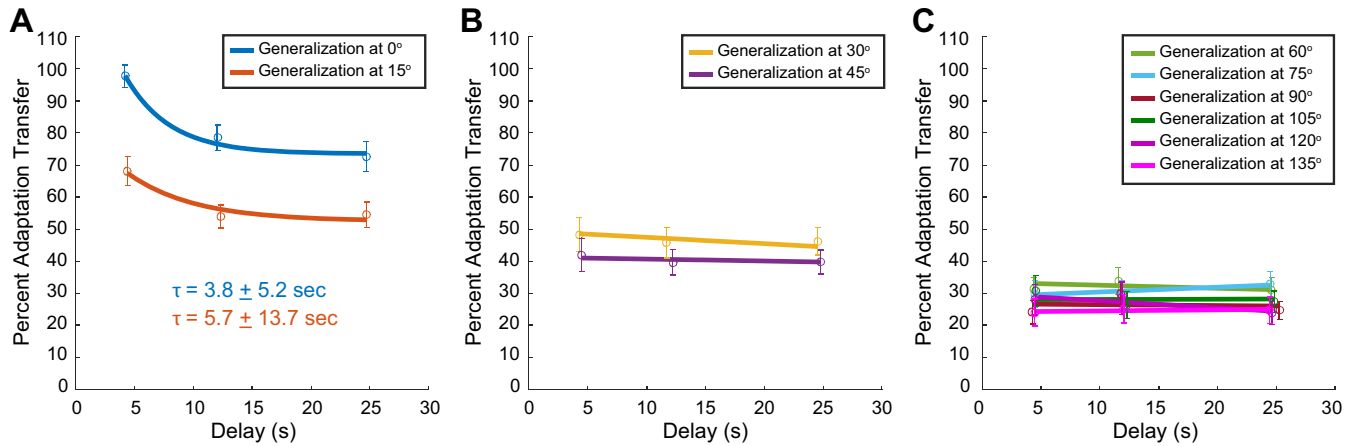 A
Percent Adaptation Transfer
110
100
90
80
70
60
50
40
30
20
10
0
Generalization at 0°
Generalization at 15°
τ = 3.8 ± 5.2 sec
τ = 5.7 ± 13.7 sec
0 5 10 15 20 25 30
Delay (s)
B
Percent Adaptation Transfer
110
100
90
80
70
60
50
40
30
20
10
0
Generalization at 30°
Generalization at 45°
0 5 10 15 20 25 30
Delay (s)
C
Percent Adaptation Transfer
110
100
90
80
70
60
50
40
30
20
10
0
Generalization at 60°
Generalization at 75°
Generalization at 90°
Generalization at 105°
Generalization at 120°
Generalization at 135°
0 5 10 15 20 25 30
Delay (s)